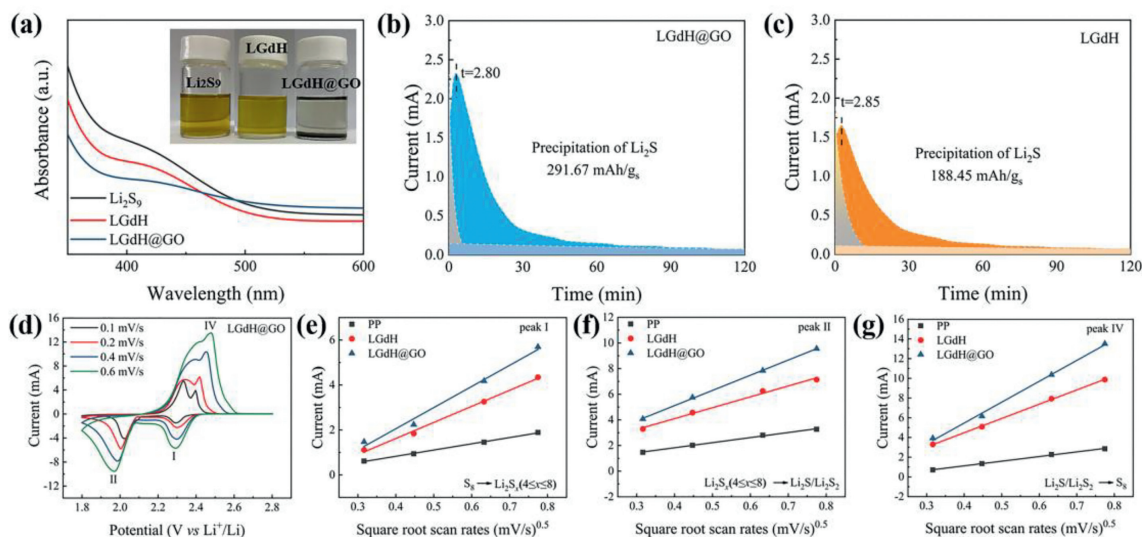 (a)
Absorbance (a.u.)
Li₂S₉
LGdH
LGdH@GO
Li₂S₉
LGdH
LGdH@GO
400
500
600
Wavelength (nm)
(b)
LGdH@GO
Current (mA)
3.0
2.5
2.0
1.5
1.0
0.5
0.0
t=2.80
Precipitation of Li₂S
291.67 mAh/gₛ
0
30
60
90
120
Time (min)
(c)
LGdH
Current (mA)
3.0
2.5
2.0
1.5
1.0
0.5
0.0
t=2.85
Precipitation of Li₂S
188.45 mAh/gₛ
0
30
60
90
120
Time (min)
(d)
Current (mA)
16
12
8
4
0
-4
-8
-12
0.1 mV/s
0.2 mV/s
0.4 mV/s
0.6 mV/s
LGdH@GO
IV
I
II
1.8
2.0
2.2
2.4
2.6
2.8
Potential (V vs Li⁺/Li)
(e)
Current (mA)
6
4
2
0
PP
LGdH
LGdH@GO
peak I
S₈→Li₂Sₓ(4≤x≤8)
0.3
0.4
0.5
0.6
0.7
0.8
Square root scan rates (mV/s)⁰·⁵
(f)
Current (mA)
12
10
8
6
4
2
0
PP
LGdH
LGdH@GO
peak II
Li₂Sₓ(4≤x≤8)→Li₂S/Li₂S₂
0.3
0.4
0.5
0.6
0.7
0.8
Square root scan rates (mV/s)⁰·⁵
(g)
Current (mA)
16
14
12
10
8
6
4
2
0
PP
LGdH
LGdH@GO
peak IV
Li₂S/Li₂S₂→S₈
0.3
0.4
0.5
0.6
0.7
0.8
Square root scan rates (mV/s)⁰·⁵